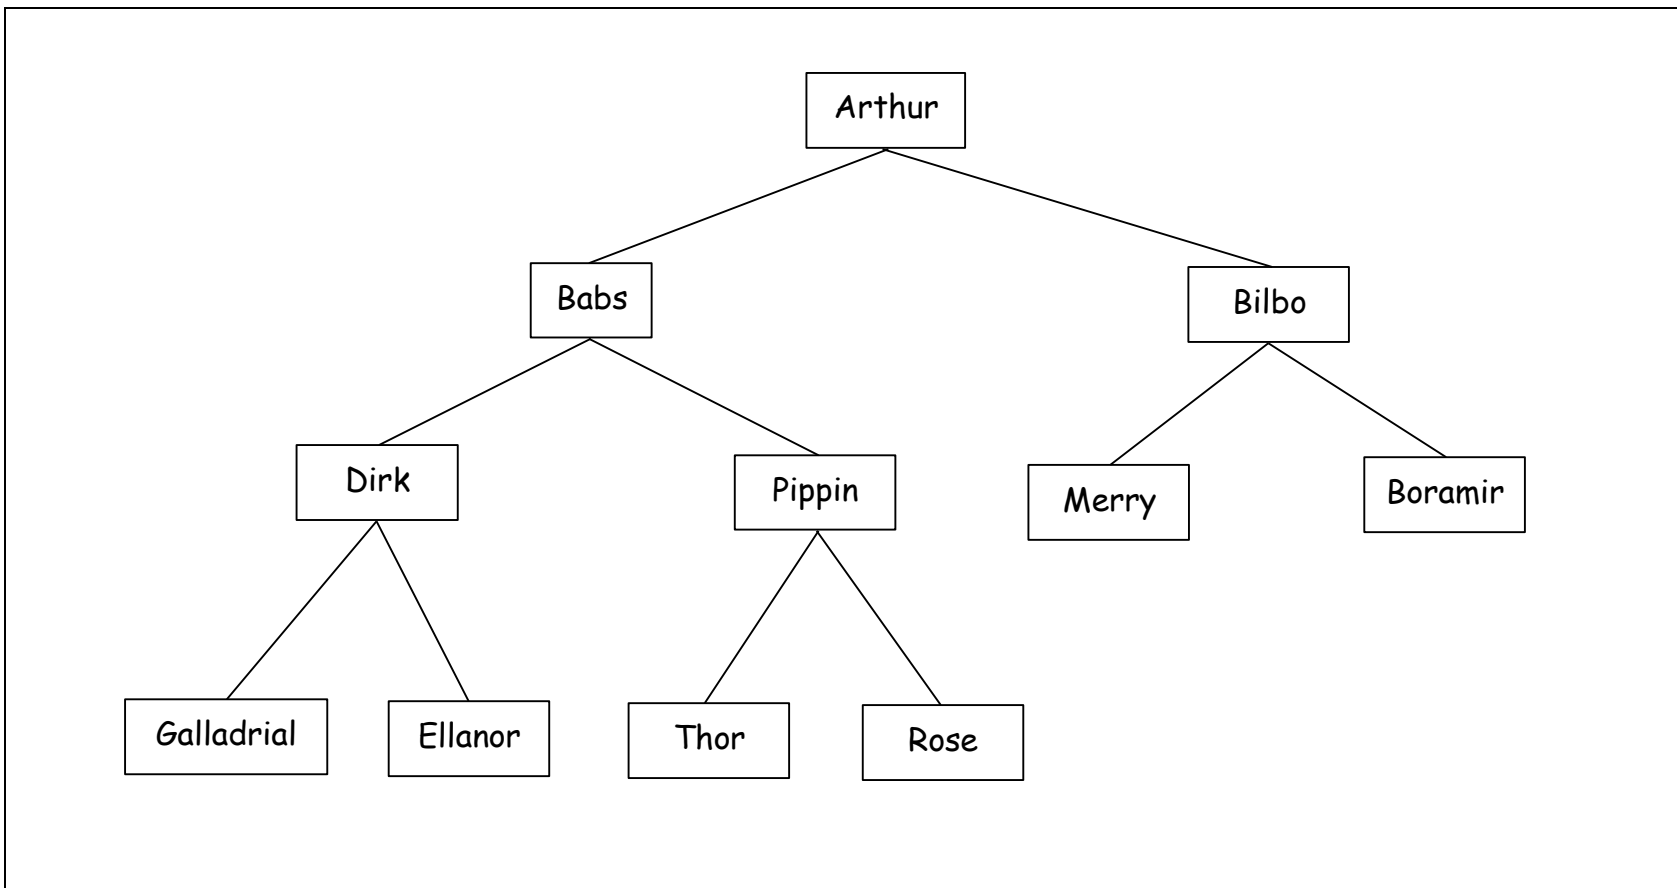 Arthur
Babs
Bilbo
Dirk
Pippin
Merry
Boramir
Galladrial
Ellanor
Thor
Rose